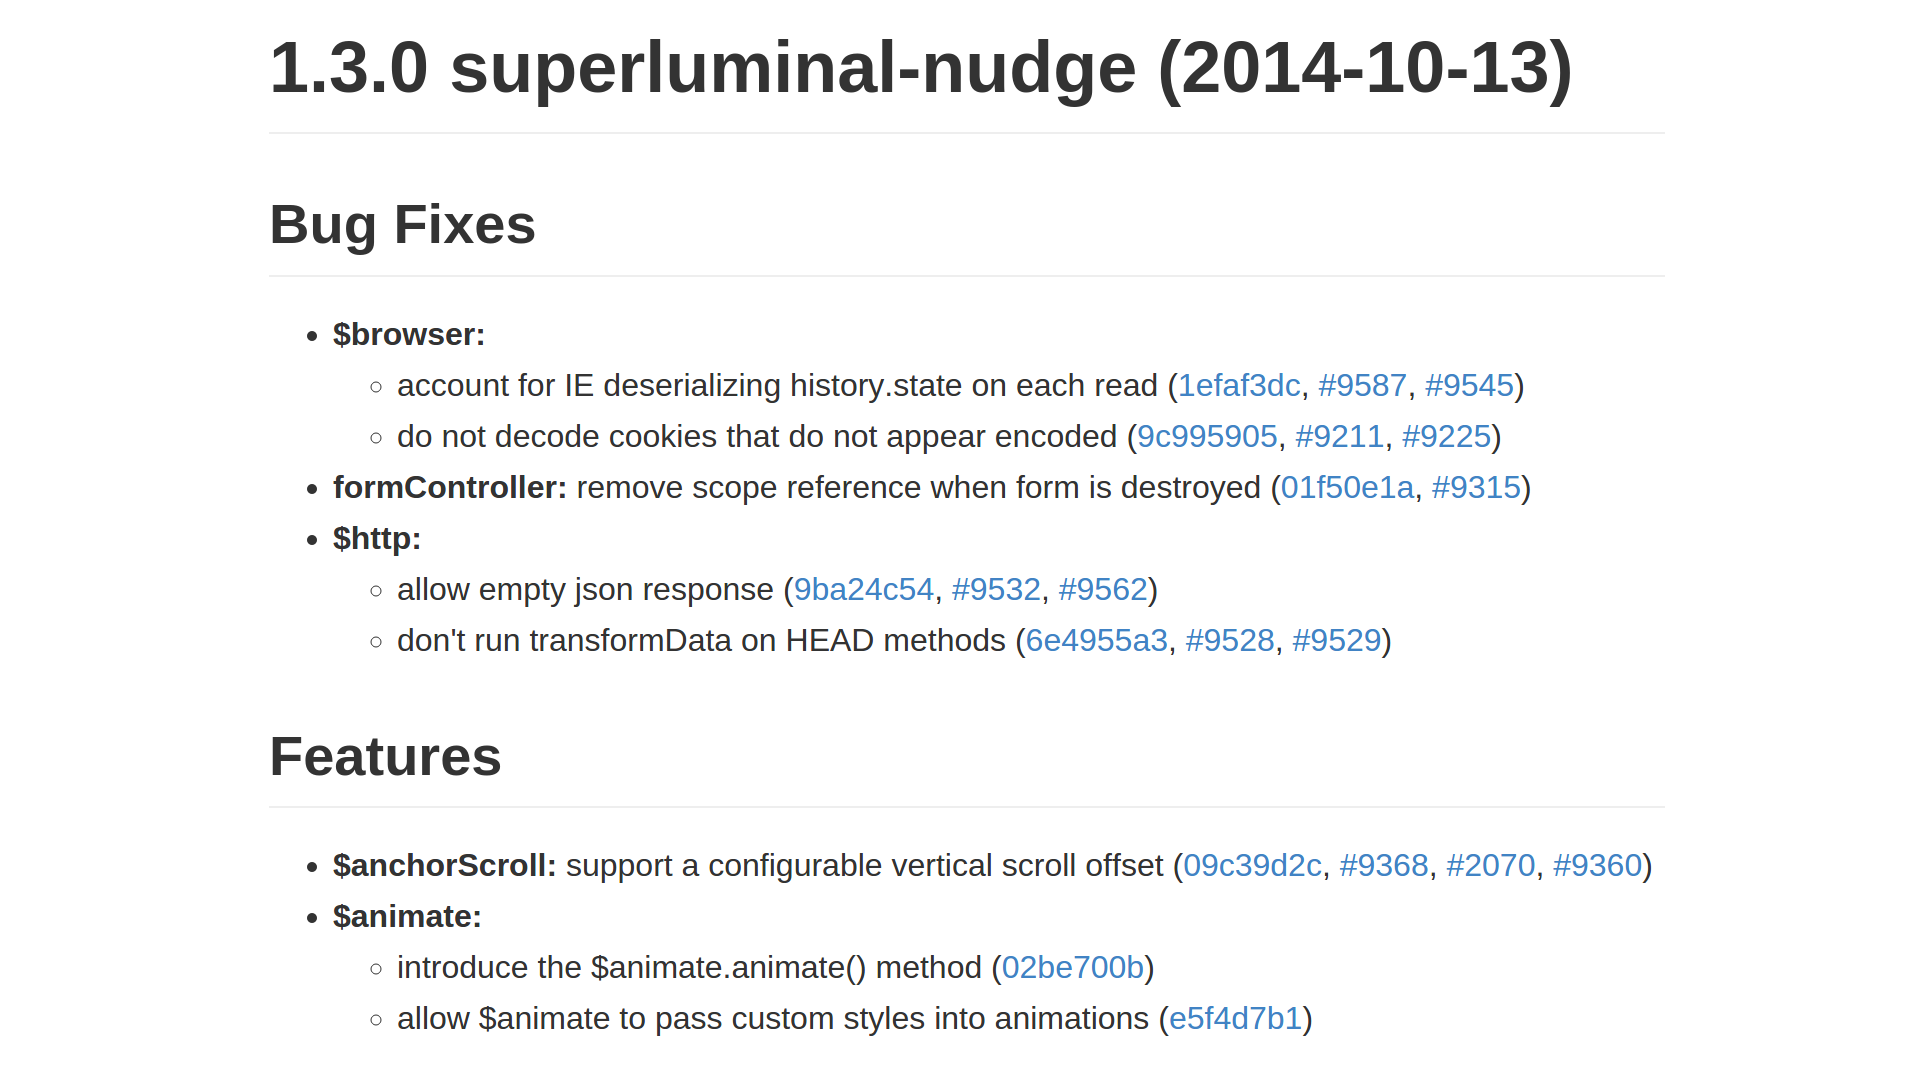 1.3.0 superluminal-nudge (2014-10-13)
Bug Fixes
$browser:
account for IE deserializing history.state on each read (1efaf3dc, #9587, #9545)
do not decode cookies that do not appear encoded (9c995905, #9211, #9225)
formController: remove scope reference when form is destroyed (01f50e1a, #9315)
$http:
allow empty json response (9ba24c54, #9532, #9562)
don't run transformData on HEAD methods (6e4955a3, #9528, #9529)
Features
$anchorScroll: support a configurable vertical scroll offset (09c39d2c, #9368, #2070, #9360)
$animate:
introduce the $animate.animate() method (02be700b)
allow $animate to pass custom styles into animations (e5f4d7b1)